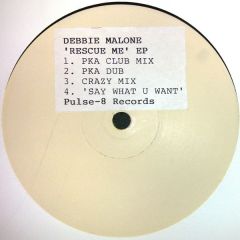 DEBBIE MALONE
'RESCUE ME' EP
1. PKA CLUB MIX
2. PKA DUB
3. CRAZY MIX
4. 'SAY WHAT U WANT'
Pulse-8 Records